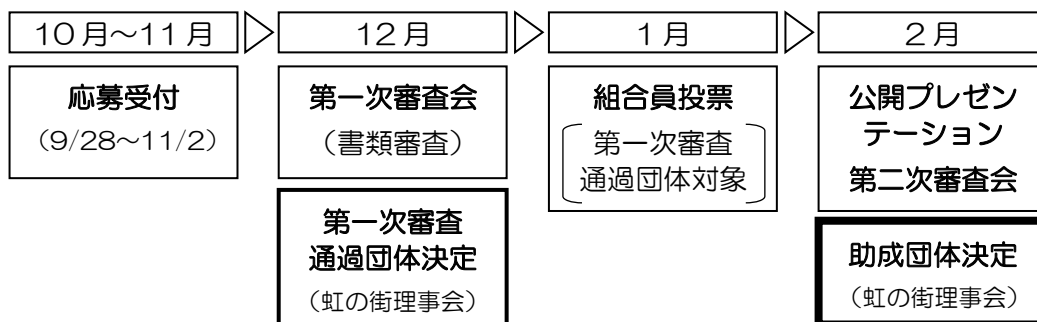 10月～11月
応募受付
（9/28～11/2）
12月
第一次審査会
（書類審査）
第一次審査
通過団体決定
（虹の街理事会）
1月
組合員投票
第一次審査
通過団体対象
2月
公開プレゼン
テーション
第二次審査会
助成団体決定
（虹の街理事会）